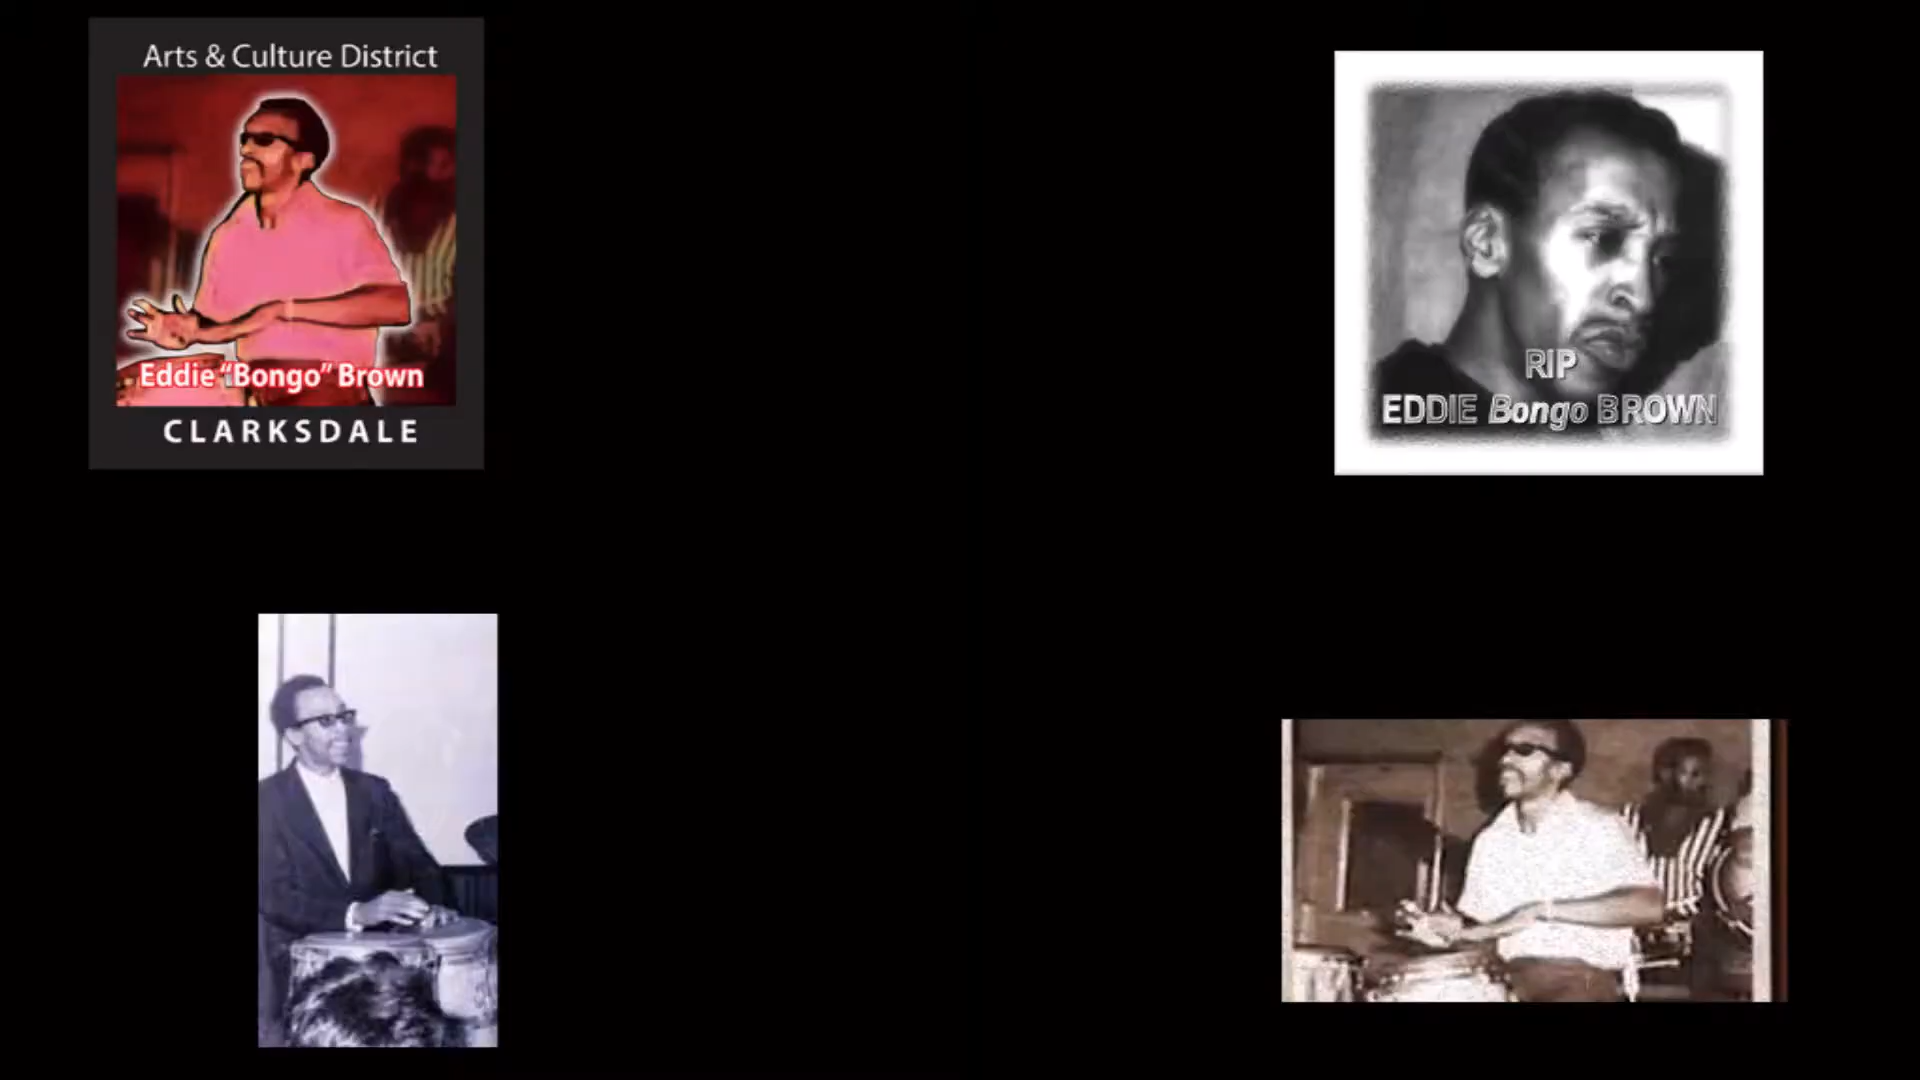 Arts & Culture District
Eddie “Bongo” Brown
CLARKSDALE
RIP
EDDIE Bongo BROWN